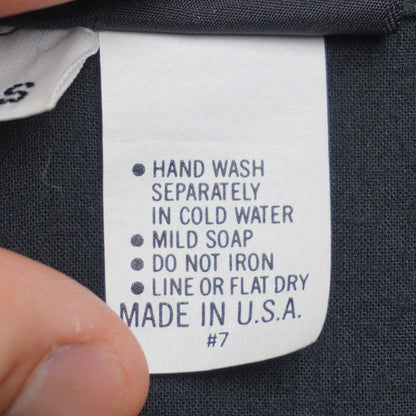 S
● HAND WASH
SEPARATELY
IN COLD WATER
● MILD SOAP
● DO NOT IRON
● LINE OR FLAT DRY
MADE IN U.S.A.
#7